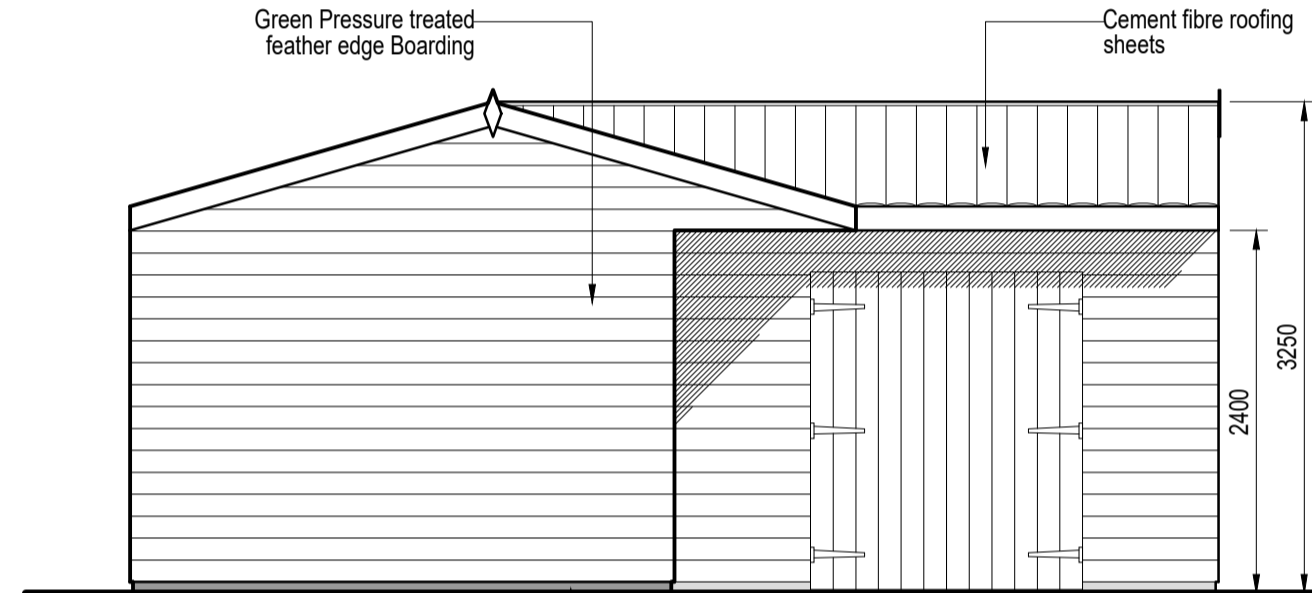 Green Pressure treated
feather edge Boarding
Cement fibre roofing
sheets
2400
3250